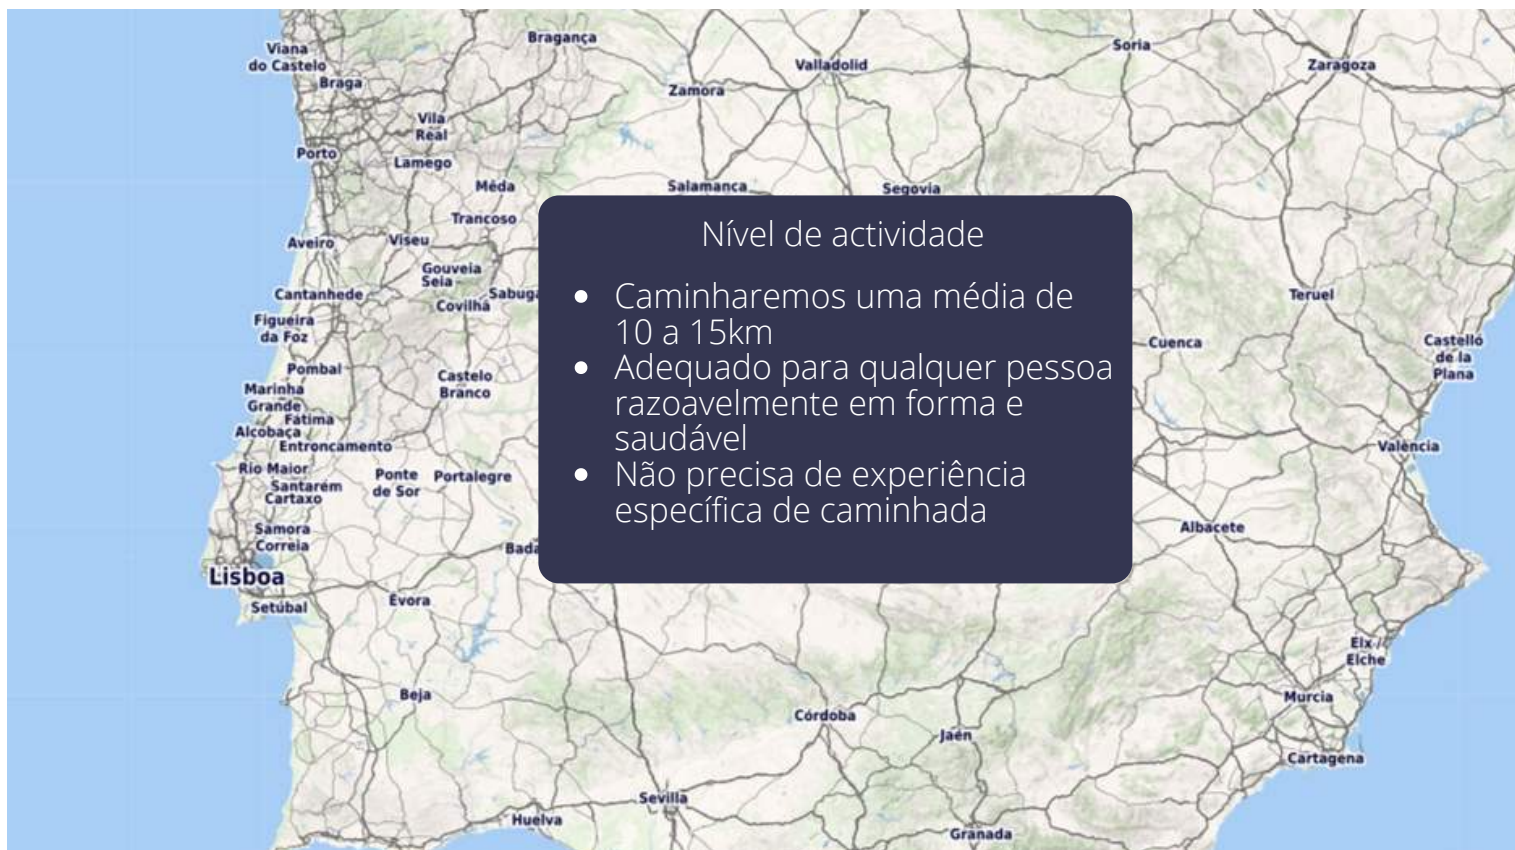 Bragança
Viana
do Castelo
Soria
Valladolid
Zaragoza
Braga
Zamora
Vila
Real
Porto
Lamego
Méda
Salamanca
Segovia
Trancoso
Aveiro
Viseu
Gouveia
Seia
Cantanhede
Covilhã
Sabuga
Figueira
da Foz
Pombal
Castelo
Branco
Marinha
Grande
Fátima
Alcobaça
Entroncamento
Rio Maior
Santarém
Cartaxo
Ponte
de Sor
Portalegre
Samora
Correia
Bada
Lisboa
Setúbal
Évora
Beja
Nível de actividade
• Caminharemos uma média de
10 a 15km
• Adequado para qualquer pessoa
razoavelmente em forma e
saudável
• Não precisa de experiência
específica de caminhada
Teruel
Cuenca
Castelló
de la
Plana
València
Albacete
Elx /
Elche
Murcia
Cartagena
Córdoba
Jaén
Sevilla
Huelva
Granada